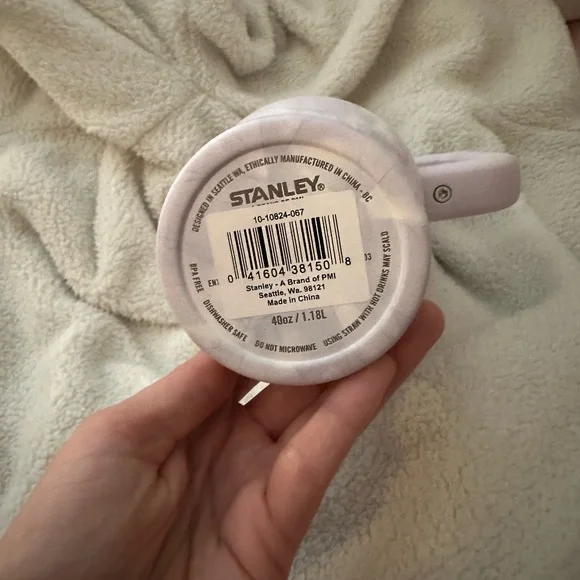 DESIGNED IN SEATTLE WA, ETHICALLY MANUFACTURED IN CHINA - QC
STANLEY®
10-10824-067
0 41604 38150 8
Stanley - A Brand of PMI
Seattle, Wa. 98121
Made in China
40oz / 1.18L
BPA FREE DISHWASHER SAFE DO NOT MICROWAVE USING STRAW WITH HOT DRINKS MAY SCALD